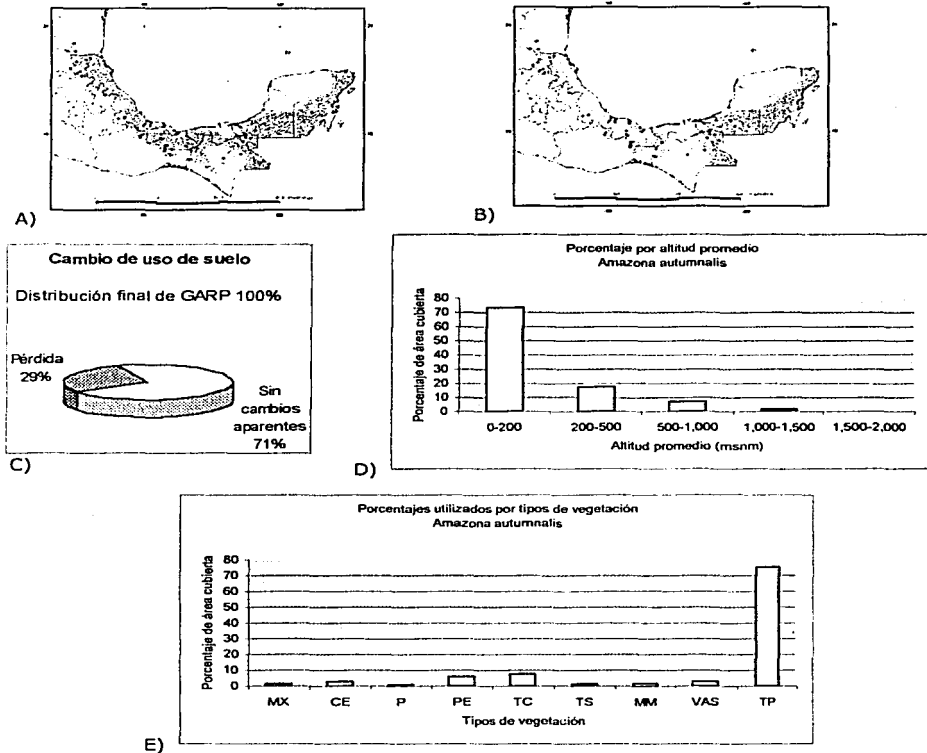 A)
B)
Cambio de uso de suelo
Distribución final de GARP 100%
Pérdida
29%
Sin
cambios
aparentes
71%
C)
Porcentaje por altitud promedio
Amazona autumnalis
Porcentaje de área cubierta
80
70
60
50
40
30
20
10
0
0-200 200-500 500-1,000 1,000-1,500 1,500-2,000
Altitud promedio (msnm)
D)
Porcentajes utilizados por tipos de vegetación
Amazona autumnalis
Porcentaje de área cubierta
80
70
60
50
40
30
20
10
0
MX CE P PE TC TS MM VAS TP
Tipos de vegetación
E)